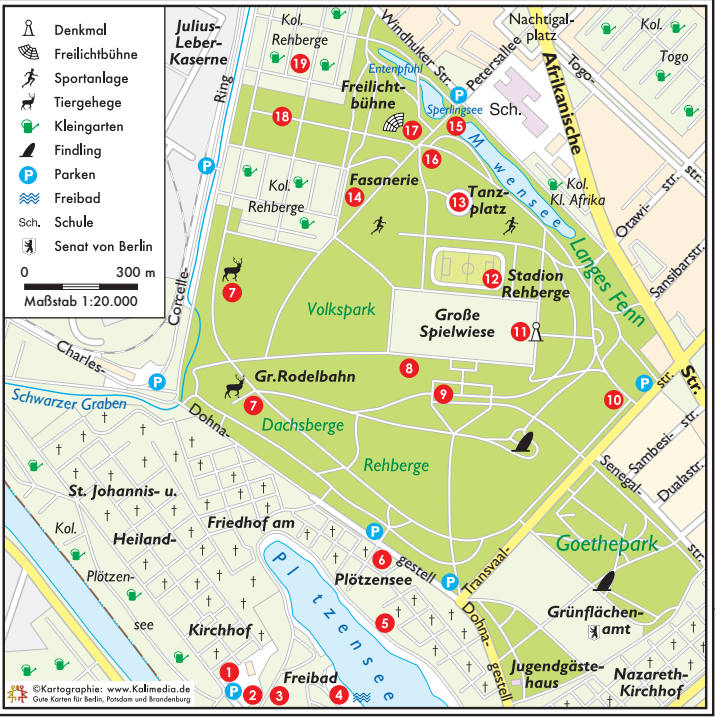 Denkmal
Freilichtbühne
Sportanlage
Tiergehege
Kleingarten
Findling
P Parken
Freibad
Sch. Schule
Senat von Berlin
0 300 m
Maßstab 1:20.000
Julius-
Leber-
Kaserne
Ring
Corcelle-
Charles-
Kol.
Rehberge
19
18
Kol.
Rehberge
Windhuker Str.
Petersallee
Nachtigal-
platz
Afrikanische
Str.
Togo-
str.
Kol.
Togo
Entenpfuhl
Sperlingsee
Freilicht-
bühne
17
15
16
P
P
Sch.
M wensee
Kol.
Kl. Afrika
Otawi-
str.
Sansibarstr.
Fasanerie
14
13
Tanz-
platz
Langes Fenn
12
Stadion
Rehberge
7
Volkspark
Große
Spielwiese
11
8
9
10
P
P
Gr.Rodelbahn
7
Dachsberge
Rehberge
Schwarzer Graben
Dohna-
gestell
str.
Sambesi-
str.
Dualastr.
Senegal-
str.
Transvaal-
St. Johannis- u.
Heiland-
Friedhof am
Plötzensee
Kol.
Plötzen-
see
Kirchhof
P
6
P
5
Pl tzensee
Goethepark
Grünflächen-
amt
Dohna-
gestell
Jugendgäste-
haus
Nazareth-
Kirchhof
1
P
2
3
Freibad
4
©Kartographie: www.Kalimedia.de
Gute Karten für Berlin, Potsdam und Brandenburg